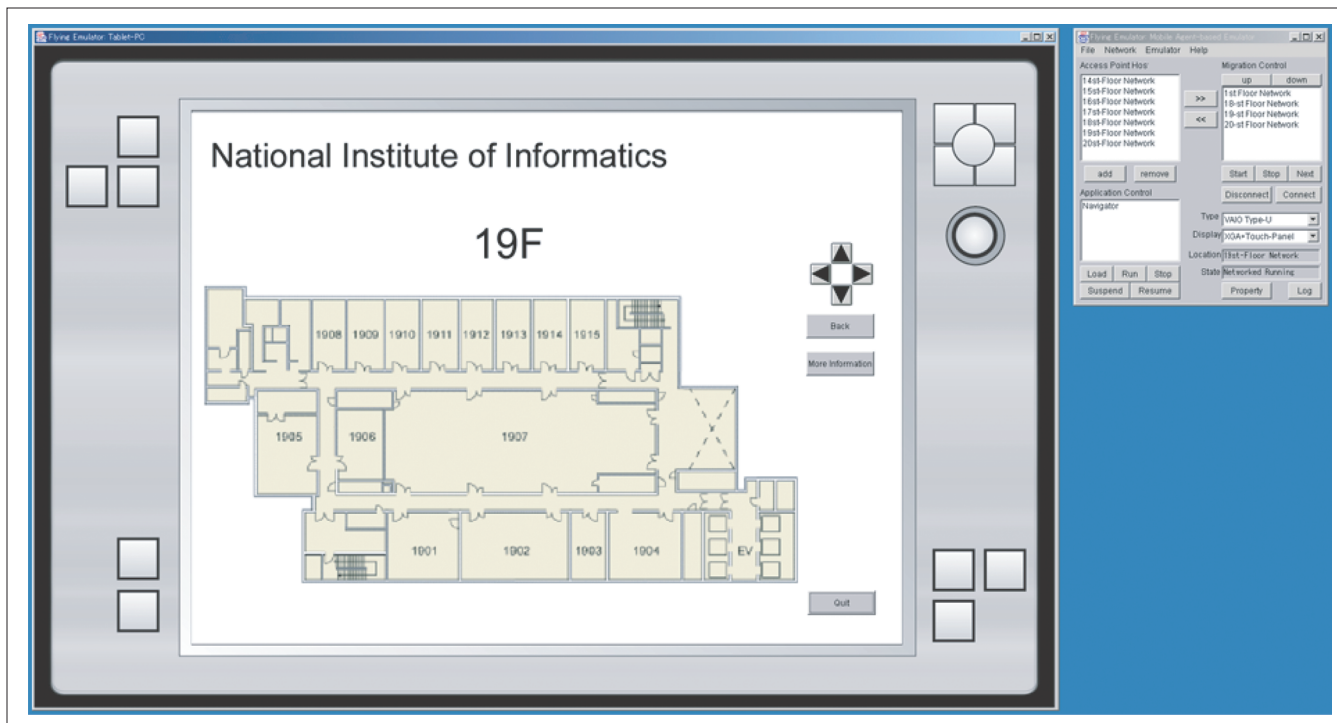 Flying Emulator: Tablet-PC
National Institute of Informatics
19F
1908 1909 1910 1911 1912 1913 1914 1915
1905 1906 1907
1901 1902 1903 1904 EV
Back
More Information
Quit
Flying Emulator: Mobile Agent-based Emulator
File Network Emulator Help
Access Point Hos
14st-Floor Network
15st-Floor Network
16st-Floor Network
17st-Floor Network
18st-Floor Network
19st-Floor Network
20st-Floor Network
>>
<<
Migration Control
up down
1st Floor Network
18-st Floor Network
19-st Floor Network
20-st Floor Network
add remove
Start Stop Next
Disconnect Connect
Application Control
Navigator
Type VAIO Type-U
Display XGA+Touch-Panel
Location 19st-Floor Network
State Networked Running
Load Run Stop
Suspend Resume
Property Log